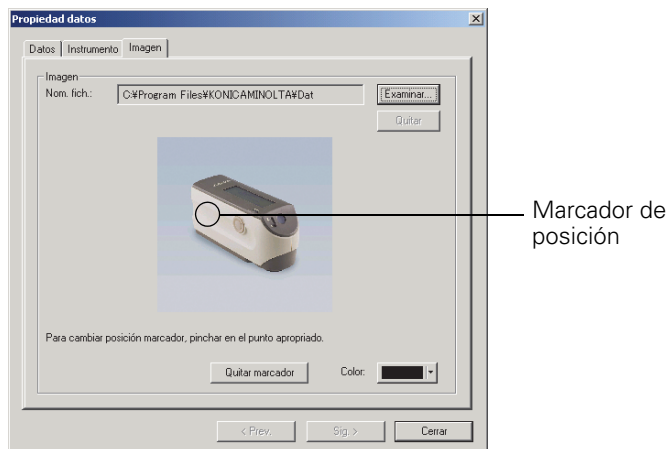 Propiedad datos
Datos Instrumento Imagen
Imagen
Nom. fich.: C:¥Program Files¥KONICAMINOLTA¥Dat Examinar...
Quitar
Marcador de
posición
Para cambiar posición marcador, pinchar en el punto apropriado.
Quitar marcador Color:
< Prev. Sig. > Cerrar